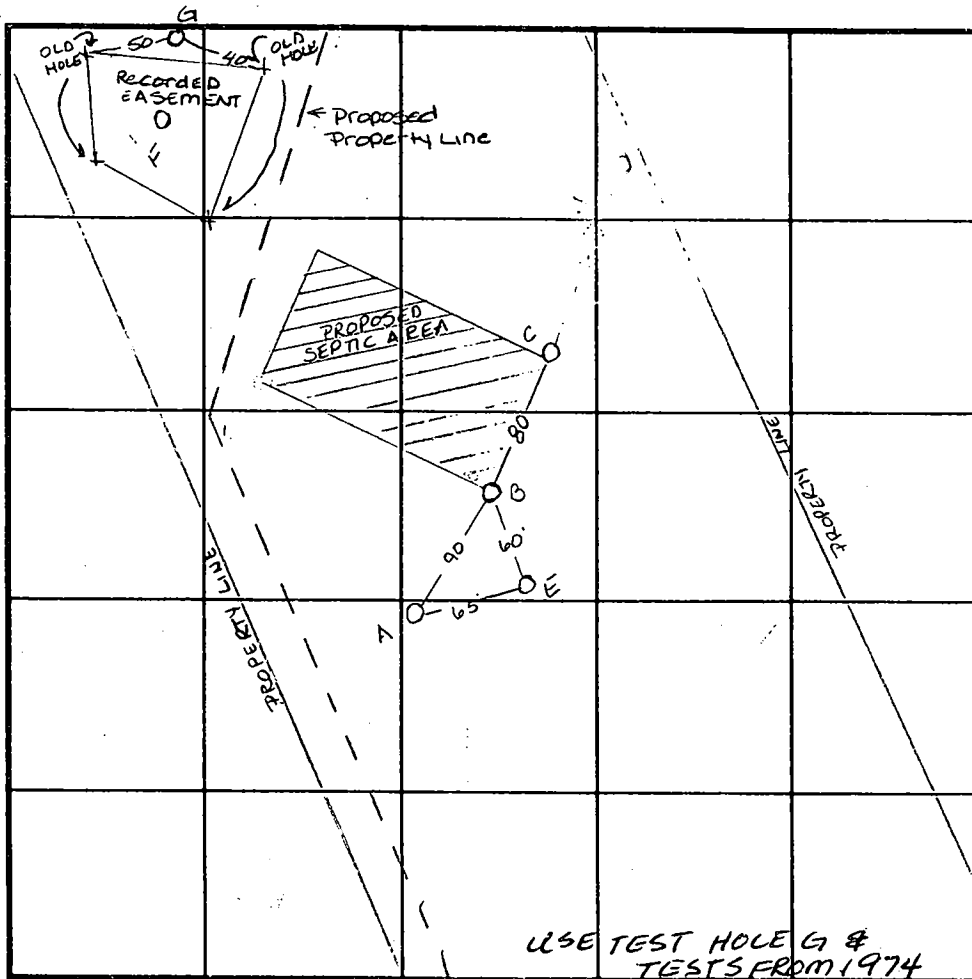 G
OLD
HOLE
50
40
OLD
HOLE
Recorded
EASEMENT
F
← Proposed
Property Line
PROPOSED
SEPTIC AREA
C
80
B
90
60'
E
65
A
PROPERTY LINE
PROPERTY LINE
USE TEST HOLE G &
TESTS FROM 1974